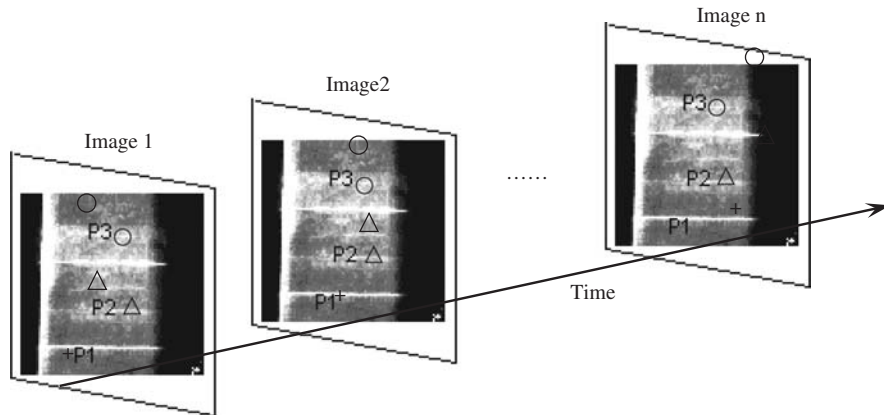 Image 1
P3
P2
+P1
Image2
P3
P2
P1+
......
Image n
P3
P2
+
P1
Time